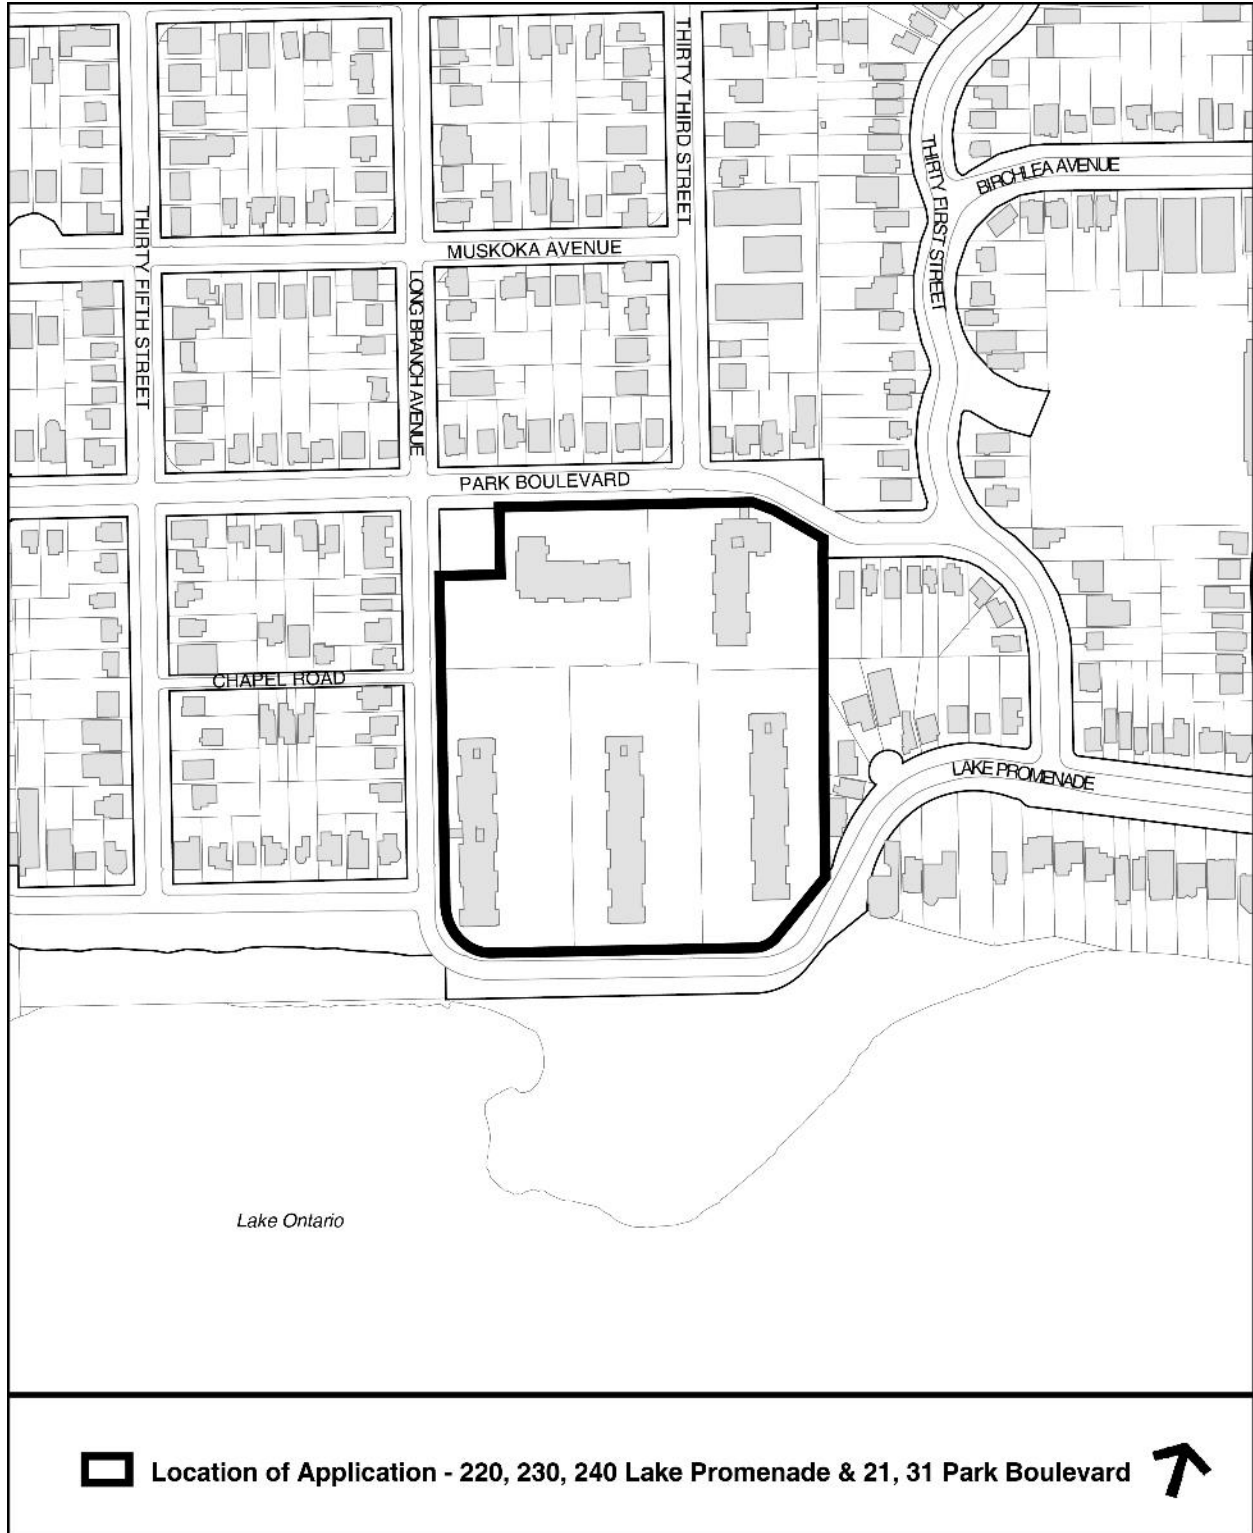 THIRTY THIRD STREET
THIRTY FIRST STREET
BIRCHLEA AVENUE
THIRTY FIFTH STREET
MUSKOKA AVENUE
LONG BRANCH AVENUE
PARK BOULEVARD
CHAPEL ROAD
LAKE PROMENADE
Lake Ontario
Location of Application - 220, 230, 240 Lake Promenade & 21, 31 Park Boulevard